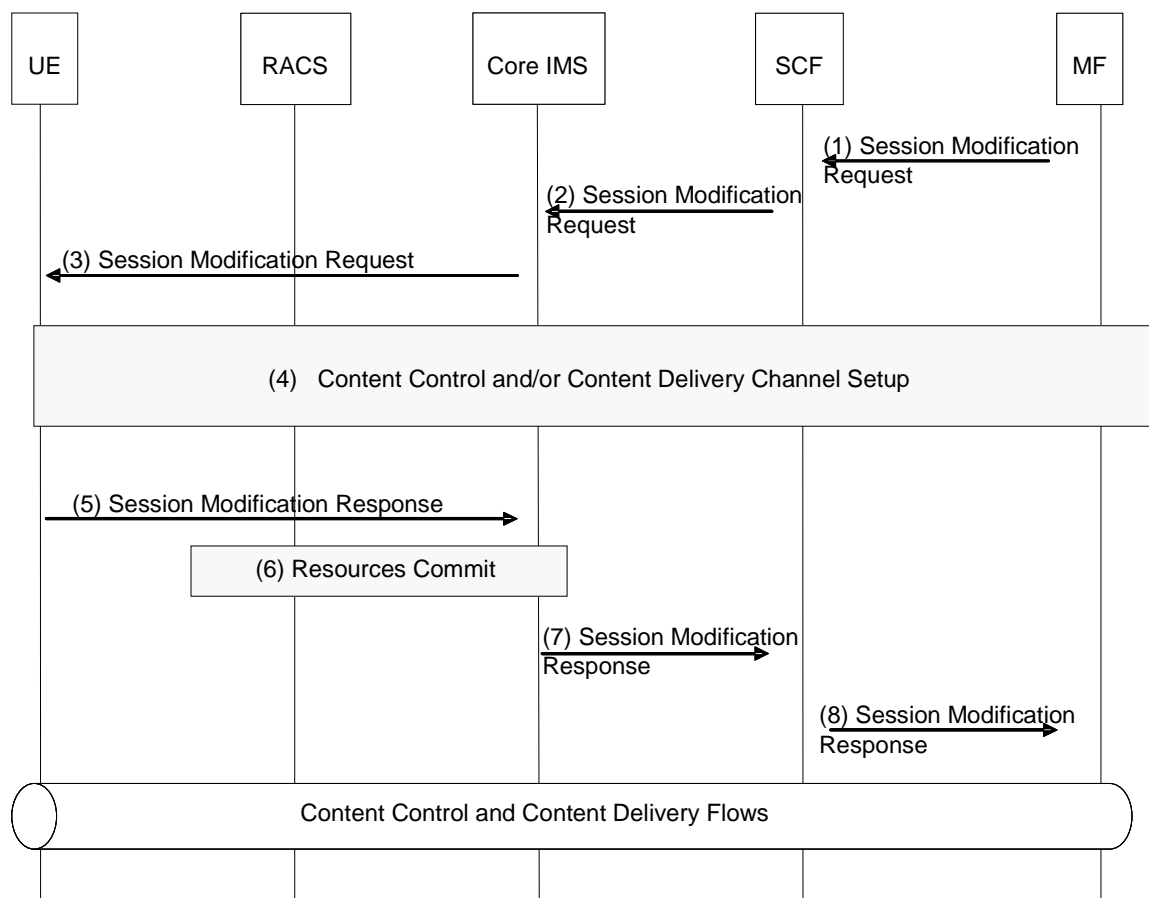 UE
RACS
Core IMS
SCF
MF
(1) Session Modification
Request
(2) Session Modification
Request
(3) Session Modification Request
(4) Content Control and/or Content Delivery Channel Setup
(5) Session Modification Response
(6) Resources Commit
(7) Session Modification
Response
(8) Session Modification
Response
Content Control and Content Delivery Flows